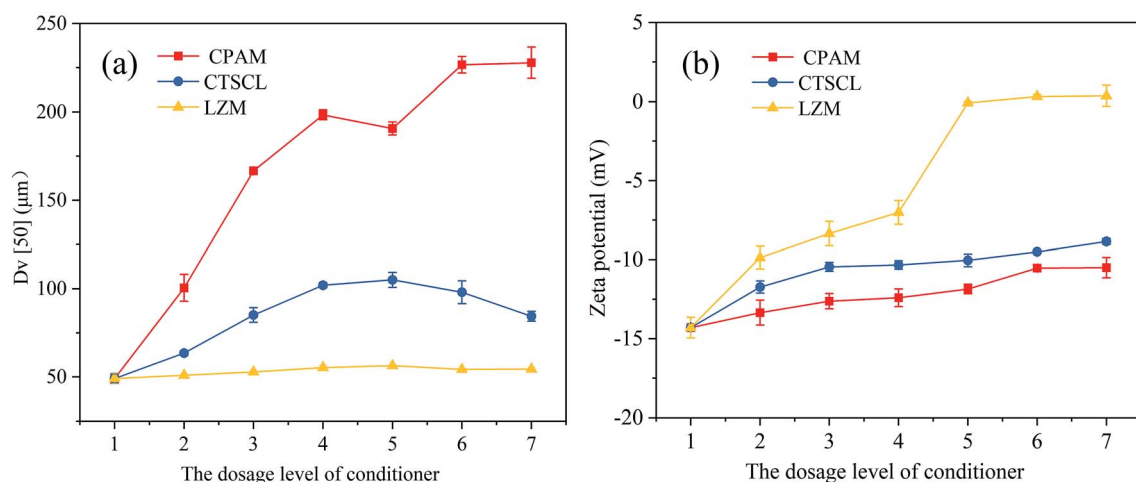 (a)
CPAM
CTSCL
LZM
Dv [50] (μm)
250
200
150
100
50
1 2 3 4 5 6 7
The dosage level of conditioner
(b)
CPAM
CTSCL
LZM
Zeta potential (mV)
5
0
-5
-10
-15
-20
1 2 3 4 5 6 7
The dosage level of conditioner